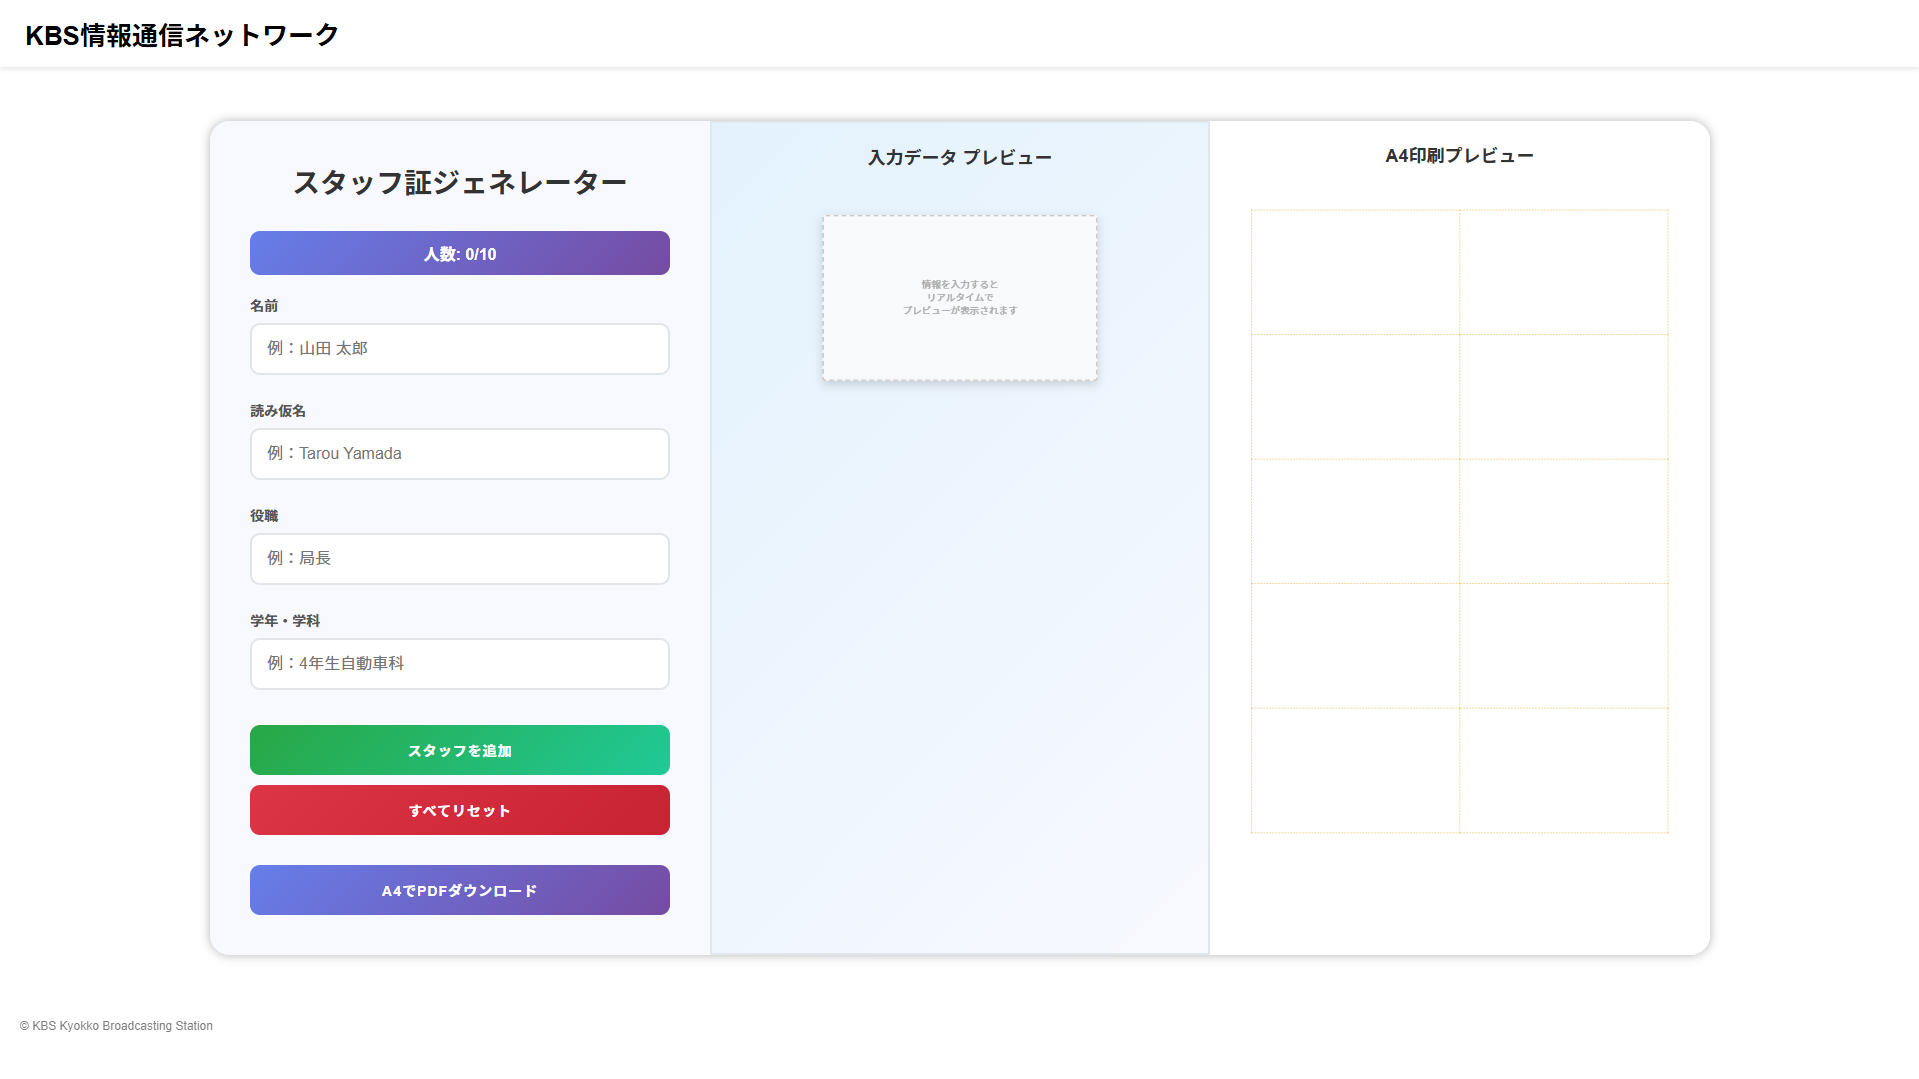 KBS情報通信ネットワーク
スタッフ証ジェネレーター
人数: 0/10
名前
例：山田 太郎
読み仮名
例：Tarou Yamada
役職
例：局長
学年・学科
例：4年生自動車科
スタッフを追加
すべてリセット
A4でPDFダウンロード
入力データ プレビュー
情報を入力すると
リアルタイムで
プレビューが表示されます
A4印刷プレビュー
© KBS Kyokko Broadcasting Station